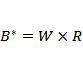 B* = W × R